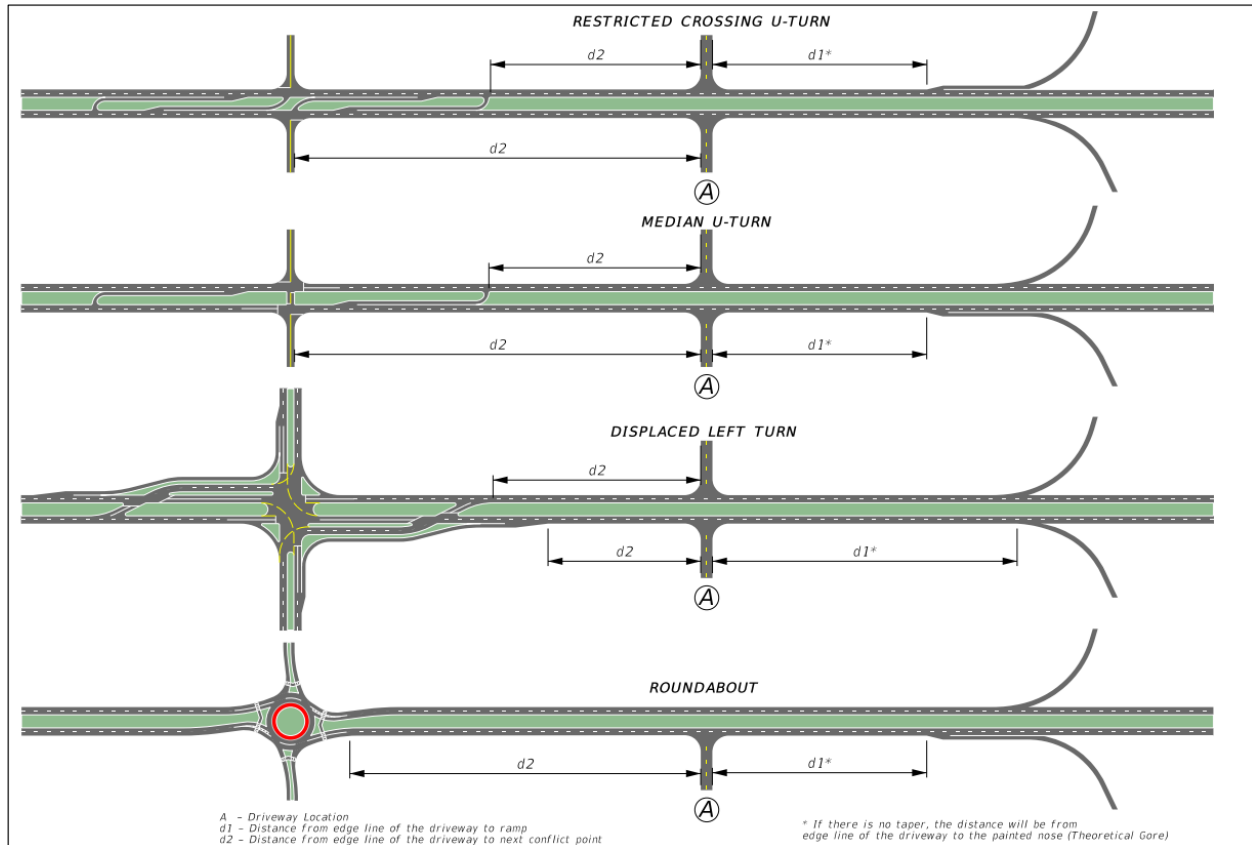 RESTRICTED CROSSING U-TURN
d2
d1*
d2
A
MEDIAN U-TURN
d2
d2
d1*
A
DISPLACED LEFT TURN
d2
d2
d1*
A
ROUNDABOUT
d2
d1*
A
A - Driveway Location
d1 - Distance from edge line of the driveway to ramp
d2 - Distance from edge line of the driveway to next conflict point
* If there is no taper, the distance will be from
edge line of the driveway to the painted nose (Theoretical Gore)